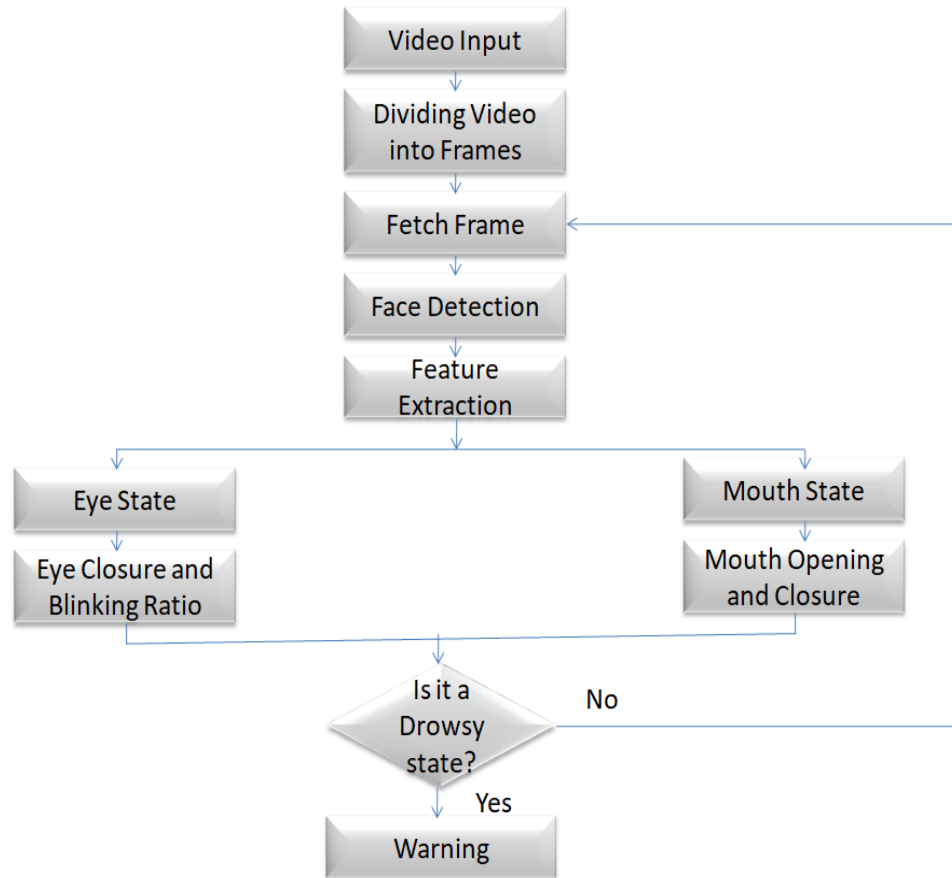 Video Input
Dividing Video
into Frames
Fetch Frame
Face Detection
Feature
Extraction
Eye State
Mouth State
Eye Closure and
Blinking Ratio
Mouth Opening
and Closure
Is it a
Drowsy
state?
No
Yes
Warning